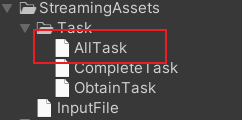 StreamingAssets
Task
AllTask
CompleteTask
ObtainTask
InputFile